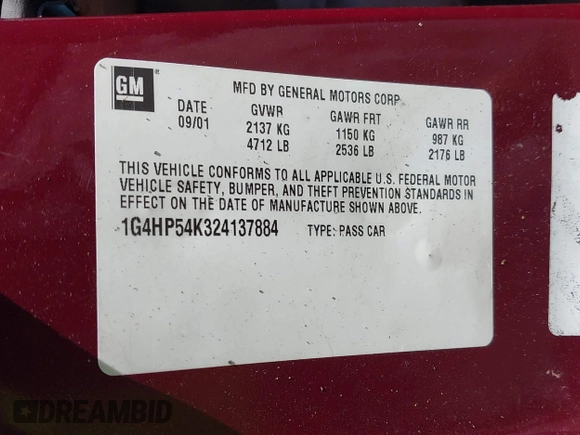 GM ®
MFD BY GENERAL MOTORS CORP
DATE GVWR GAWR FRT GAWR RR
09/01 2137 KG 1150 KG 987 KG
4712 LB 2536 LB 2176 LB
THIS VEHICLE CONFORMS TO ALL APPLICABLE U.S. FEDERAL MOTOR
VEHICLE SAFETY, BUMPER, AND THEFT PREVENTION STANDARDS IN
EFFECT ON THE DATE OF MANUFACTURE SHOWN ABOVE.
1G4HP54K324137884 TYPE: PASS CAR
DREAMBID